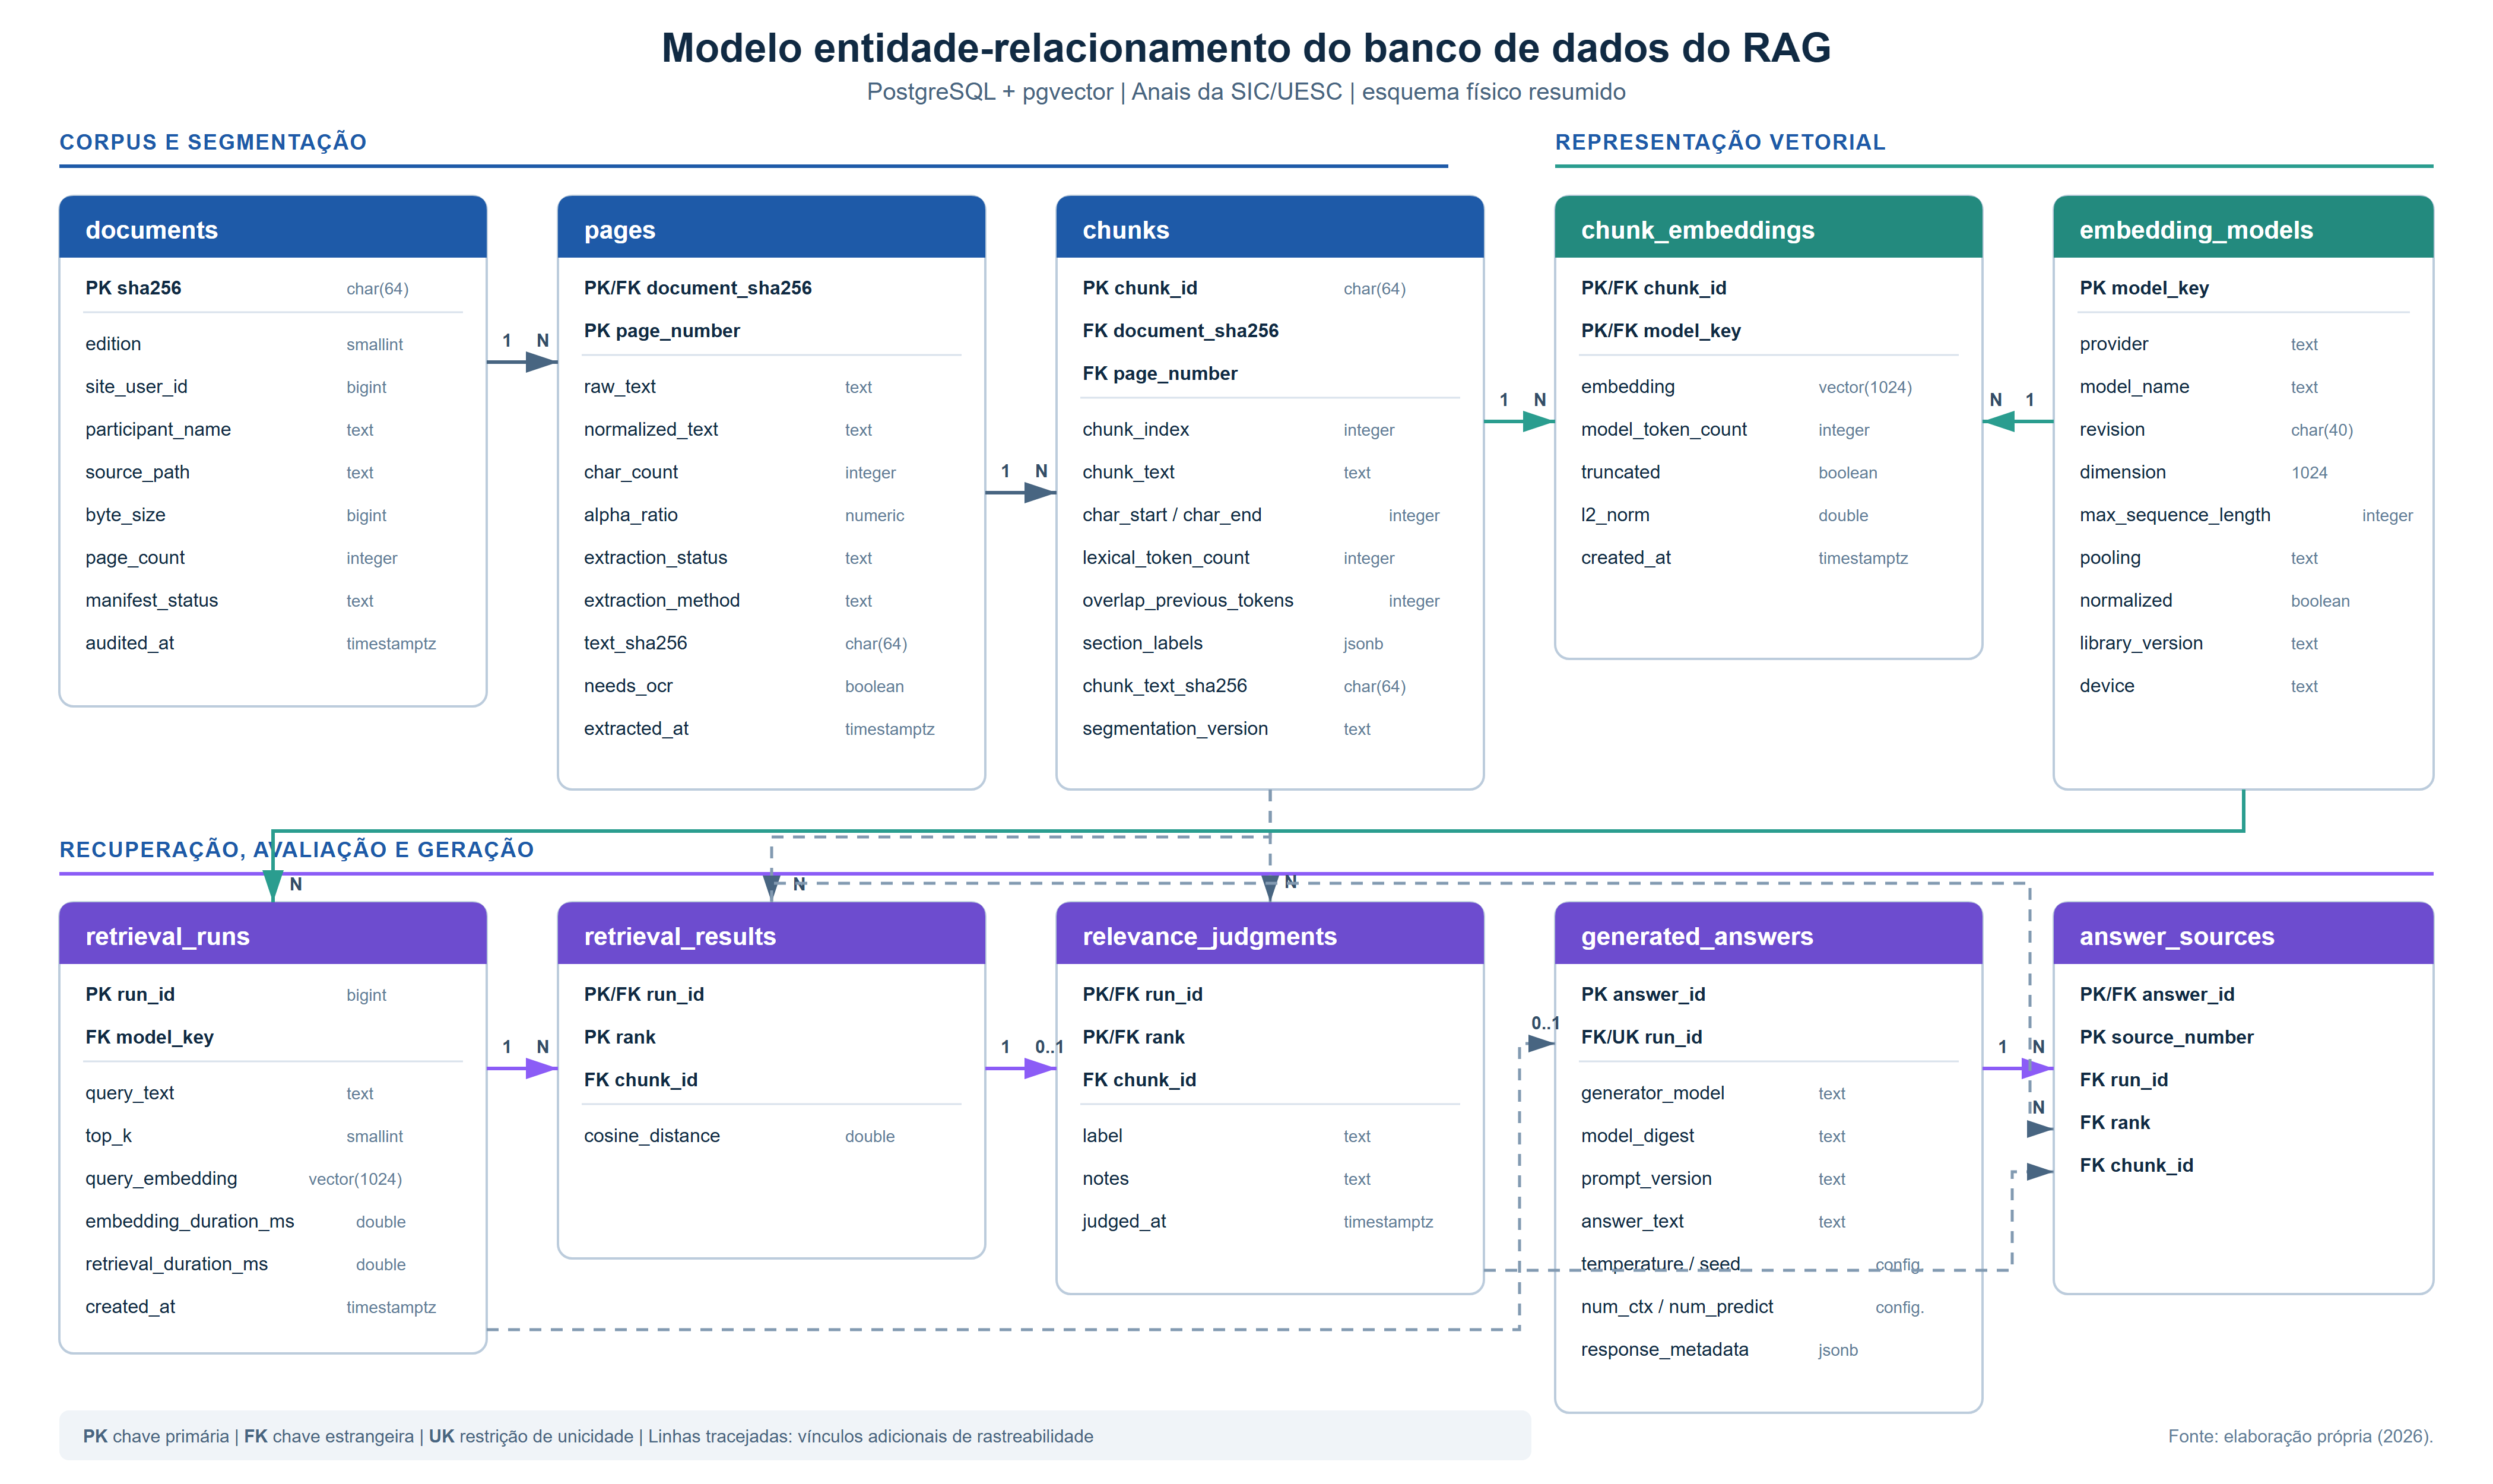 Modelo entidade-relacionamento do banco de dados do RAG
PostgreSQL + pgvector | Anais da SIC/UESC | esquema físico resumido
CORPUS E SEGMENTAÇÃO
REPRESENTAÇÃO VETORIAL
documents
PK sha256 char(64)
edition smallint
site_user_id bigint
participant_name text
source_path text
byte_size bigint
page_count integer
manifest_status text
audited_at timestamptz
1 N
pages
PK/FK document_sha256
PK page_number
raw_text text
normalized_text text
char_count integer
alpha_ratio numeric
extraction_status text
extraction_method text
text_sha256 char(64)
needs_ocr boolean
extracted_at timestamptz
1 N
chunks
PK chunk_id char(64)
FK document_sha256
FK page_number
chunk_index integer
chunk_text text
char_start / char_end integer
lexical_token_count integer
overlap_previous_tokens integer
section_labels jsonb
chunk_text_sha256 char(64)
segmentation_version text
1 N
chunk_embeddings
PK/FK chunk_id
PK/FK model_key
embedding vector(1024)
model_token_count integer
truncated boolean
l2_norm double
created_at timestamptz
N 1
embedding_models
PK model_key
provider text
model_name text
revision char(40)
dimension 1024
max_sequence_length integer
pooling text
normalized boolean
library_version text
device text
RECUPERAÇÃO, AVALIAÇÃO E GERAÇÃO
N
N
N
retrieval_runs
PK run_id bigint
FK model_key
query_text text
top_k smallint
query_embedding vector(1024)
embedding_duration_ms double
retrieval_duration_ms double
created_at timestamptz
1 N
retrieval_results
PK/FK run_id
PK rank
FK chunk_id
cosine_distance double
1 0..1
relevance_judgments
PK/FK run_id
PK/FK rank
FK chunk_id
label text
notes text
judged_at timestamptz
0..1
generated_answers
PK answer_id
FK/UK run_id
generator_model text
model_digest text
prompt_version text
answer_text text
temperature / seed config.
num_ctx / num_predict config.
response_metadata jsonb
1 N
N
answer_sources
PK/FK answer_id
PK source_number
FK run_id
FK rank
FK chunk_id
PK chave primária | FK chave estrangeira | UK restrição de unicidade | Linhas tracejadas: vínculos adicionais de rastreabilidade
Fonte: elaboração própria (2026).